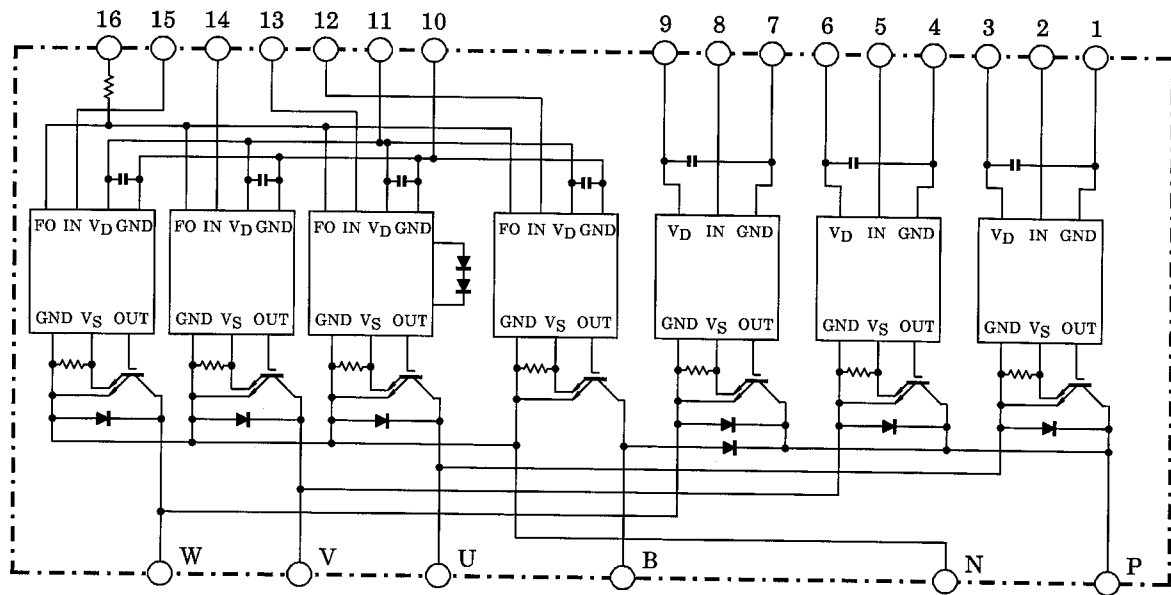 16 15 14 13 12 11 10 9 8 7 6 5 4 3 2 1
FO IN VD GND FO IN VD GND FO IN VD GND FO IN VD GND VD IN GND VD IN GND VD IN GND
GND VS OUT GND VS OUT GND VS OUT GND VS OUT GND VS OUT GND VS OUT GND VS OUT
W V U B N P